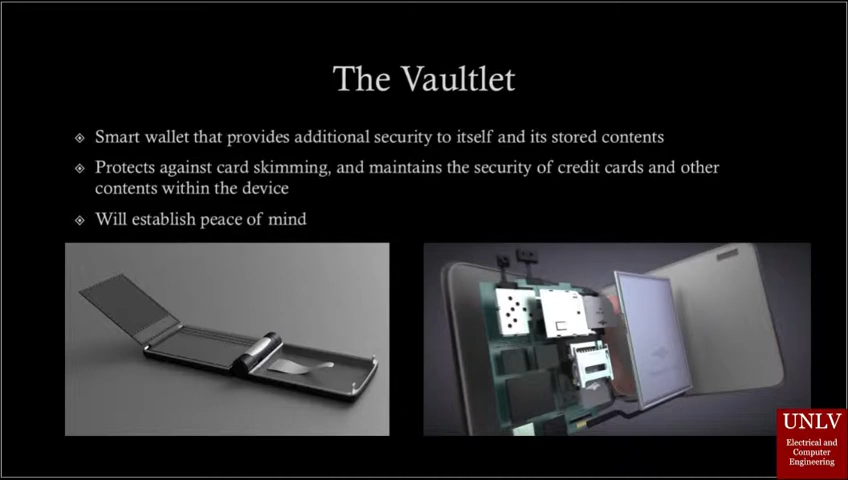 The Vaultlet
Smart wallet that provides additional security to itself and its stored contents
Protects against card skimming, and maintains the security of credit cards and other
contents within the device
Will establish peace of mind
UNLV
Electrical and
Computer
Engineering